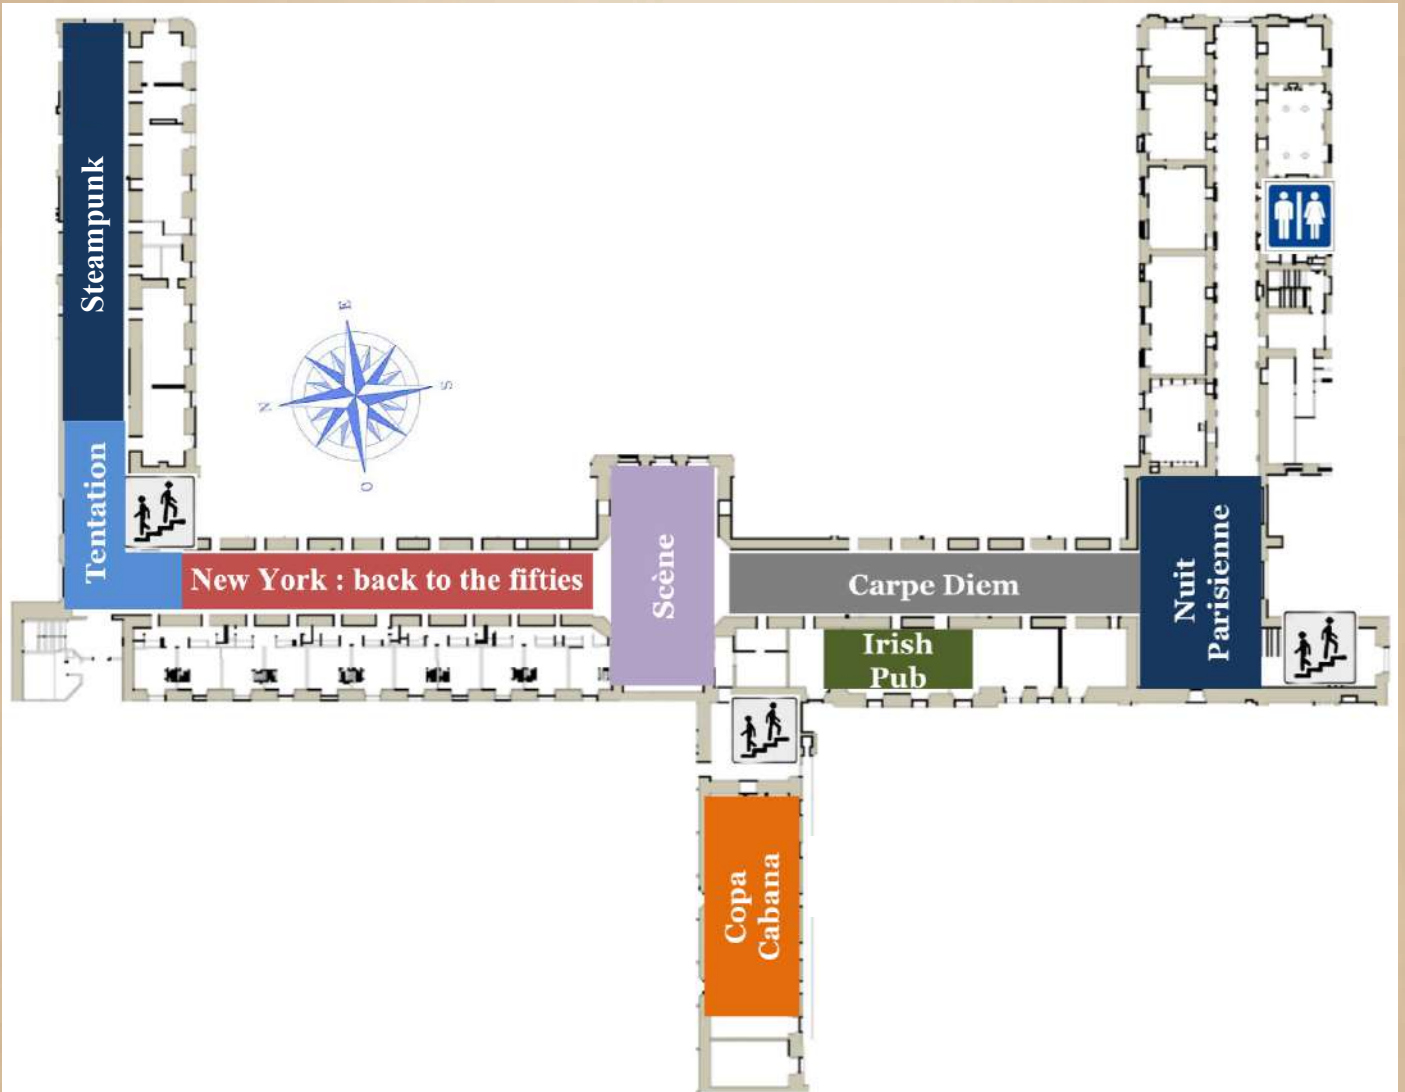 Steampunk
E
N
S
O
Tentation
New York : back to the fifties
Scène
Carpe Diem
Nuit
Parisienne
Irish
Pub
Copa
Cabana